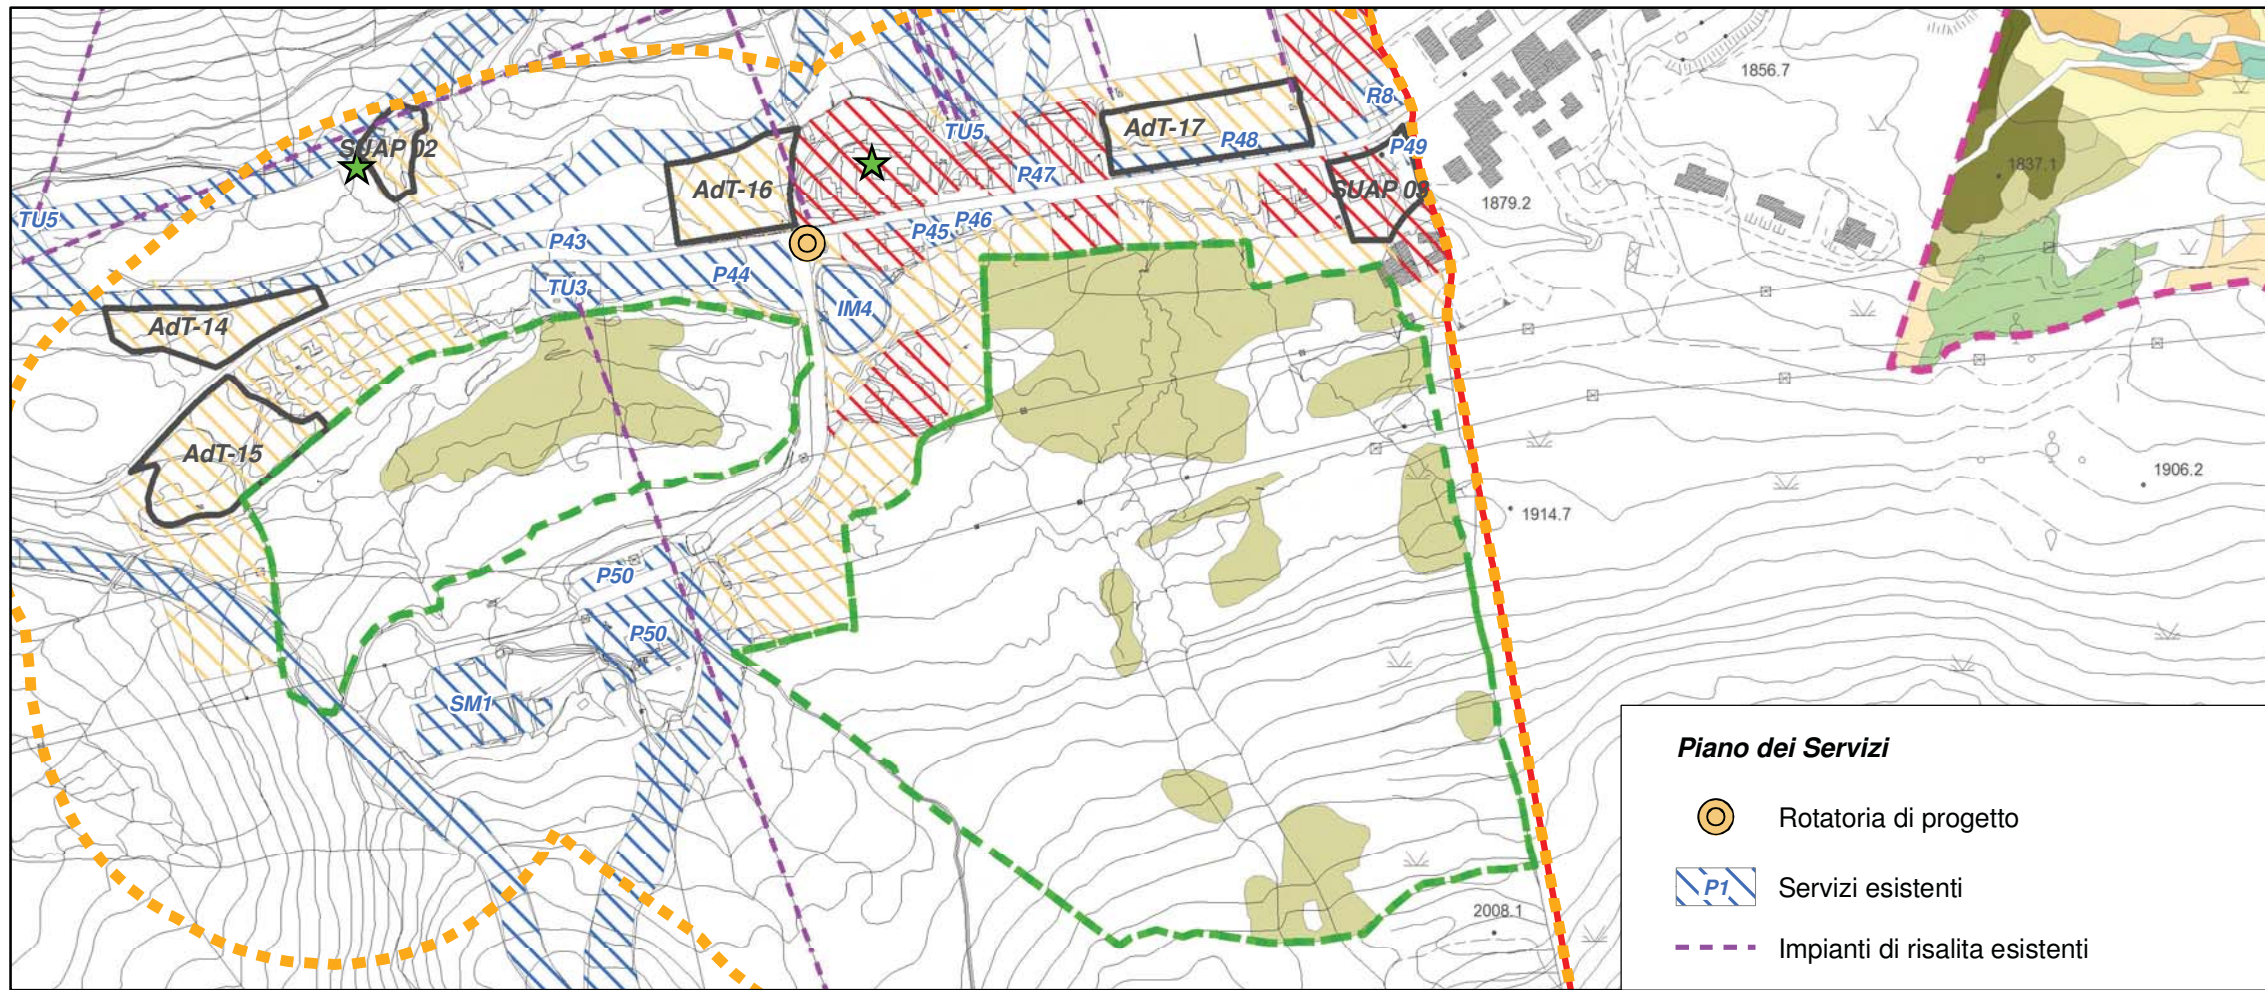 1856.7
R8
AdT-17
TU5
P48
P49
SUAP 02
1837.1
P47
AdT-16
SUAP 03
1879.2
TU5
P46
P45
P43
P44
TU3
IM4
AdT-14
AdT-15
1906.2
1914.7
P50
P50
SM1
2008.1
Piano dei Servizi
Rotatoria di progetto
P1 Servizi esistenti
Impianti di risalita esistenti